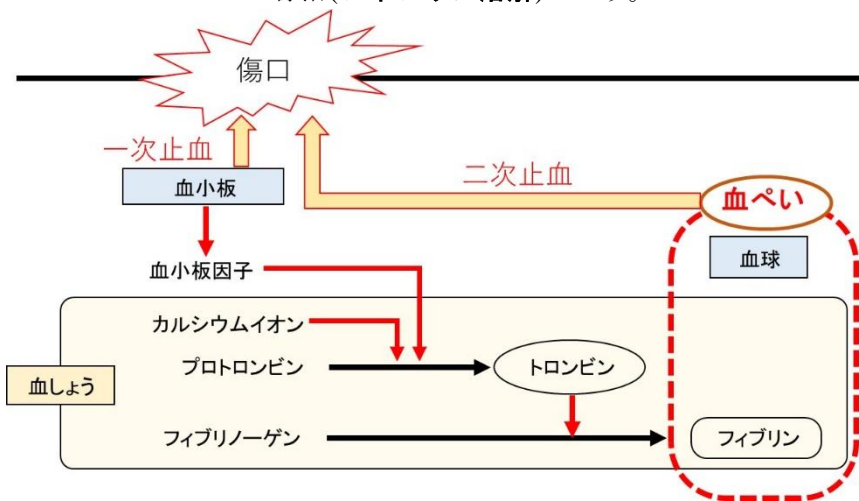 傷口
一次止血
血小板
二次止血
血ぺい
血球
血小板因子
カルシウムイオン
プロトロンビン
トロンビン
血しょう
フィブリノーゲン
フィブリン